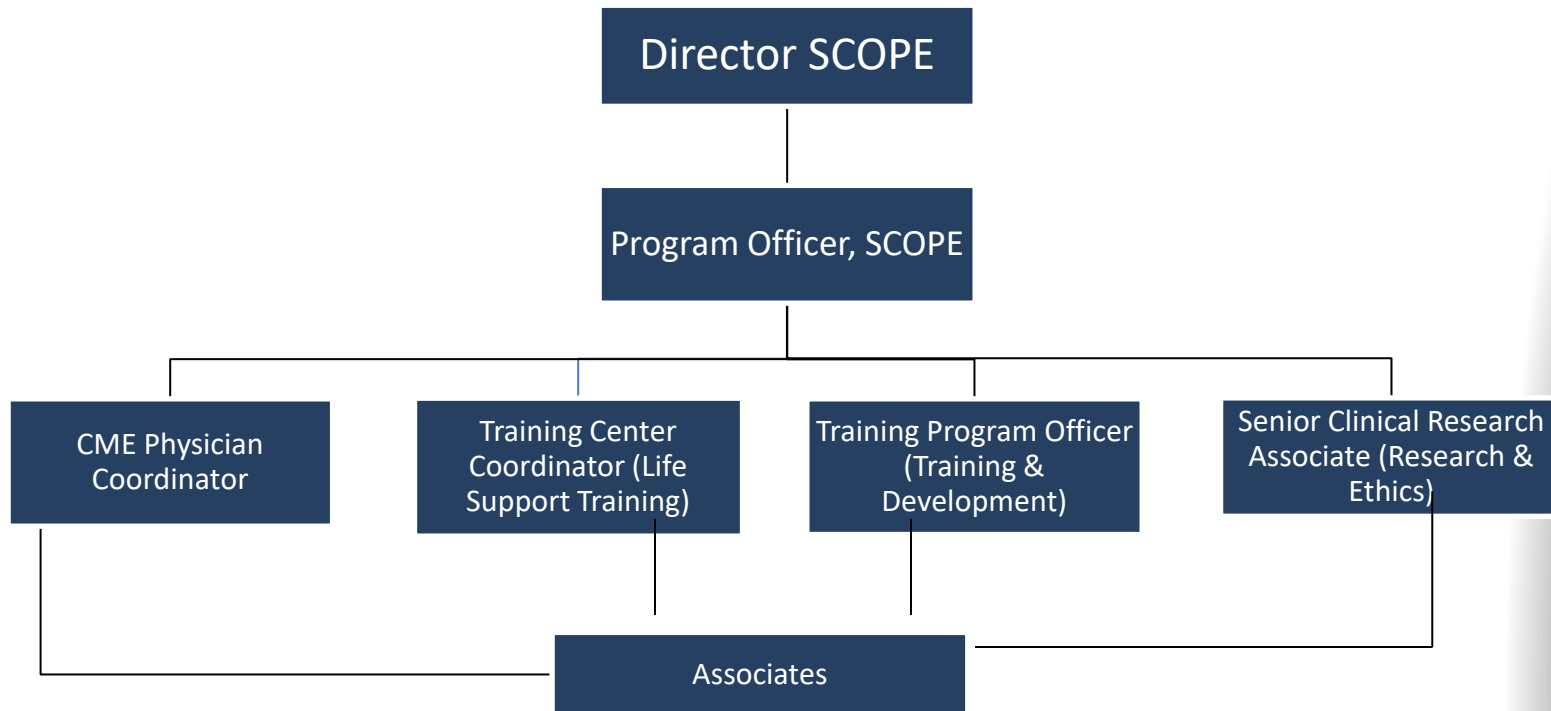 Director SCOPE
Program Officer, SCOPE
CME Physician
Coordinator
Training Center
Coordinator (Life
Support Training)
Training Program Officer
(Training &
Development)
Senior Clinical Research
Associate (Research &
Ethics)
Associates